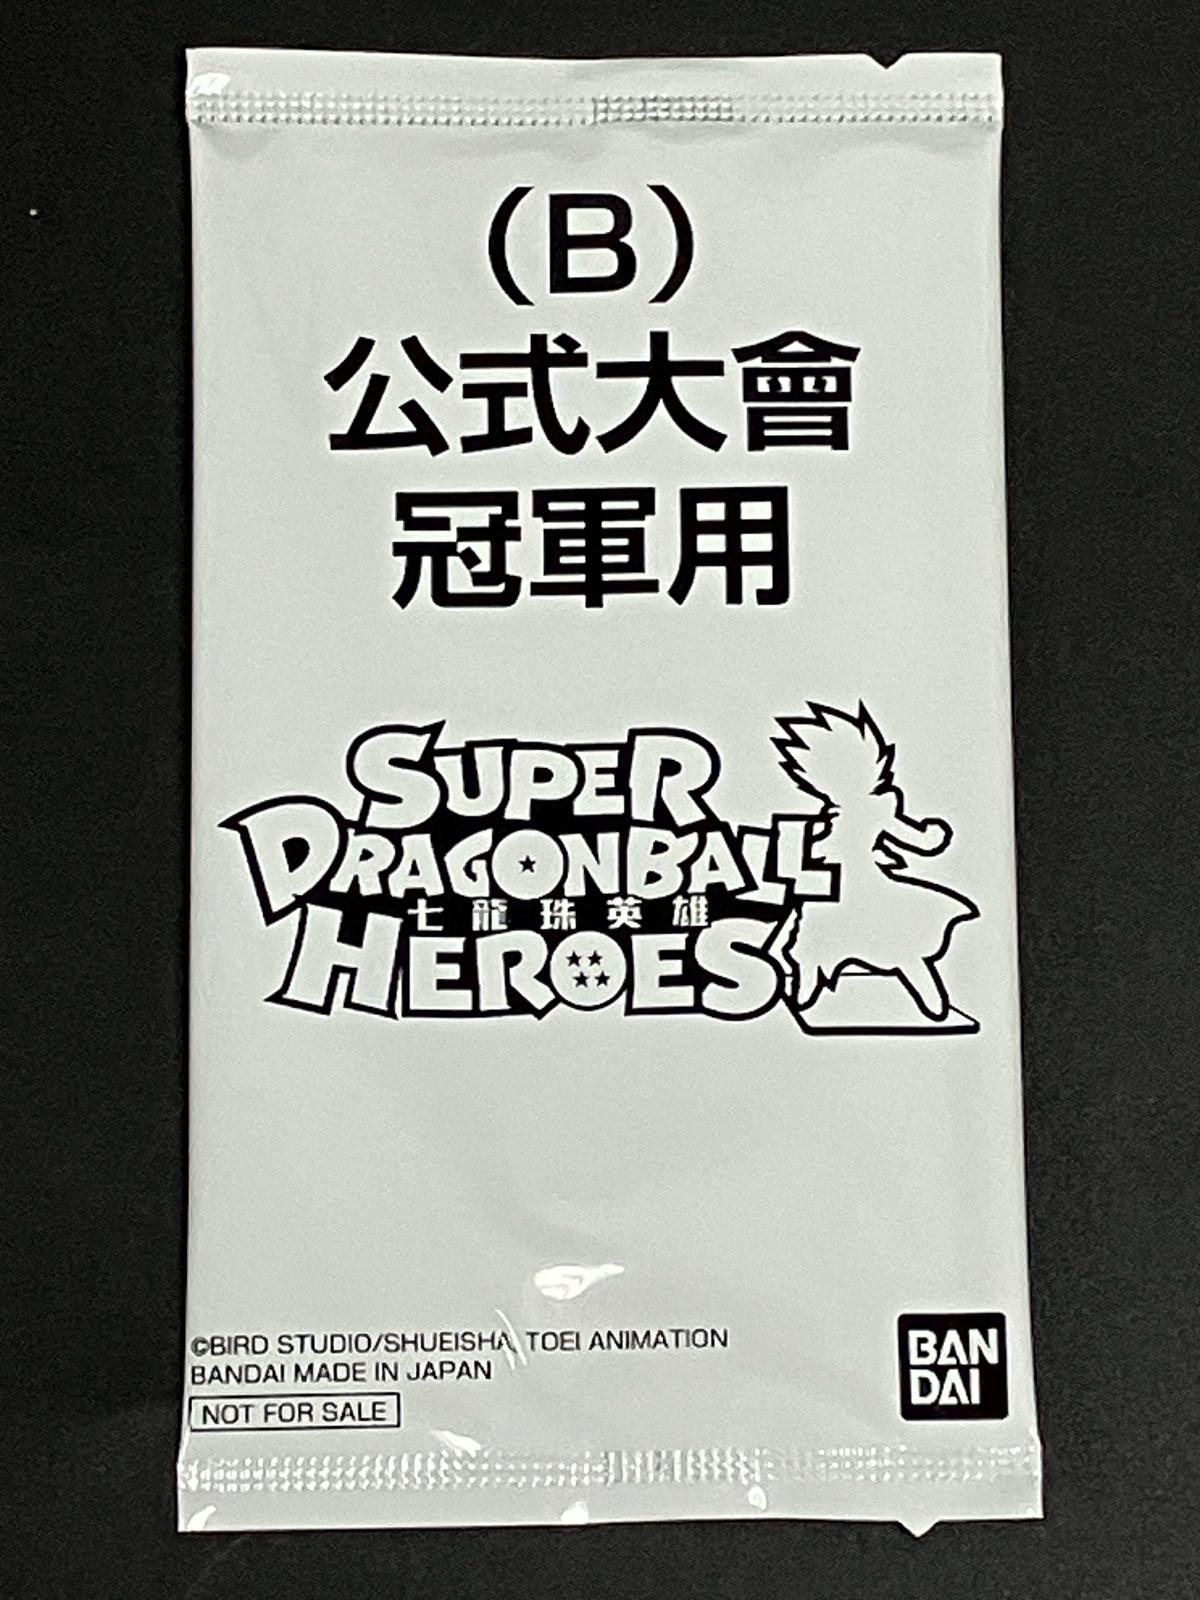 （B）
公式大會
冠軍用
SUPER
DRAGONBALL
七龍珠英雄
HEROES
©BIRD STUDIO/SHUEISHA, TOEI ANIMATION
BANDAI MADE IN JAPAN
NOT FOR SALE
BAN
DAI